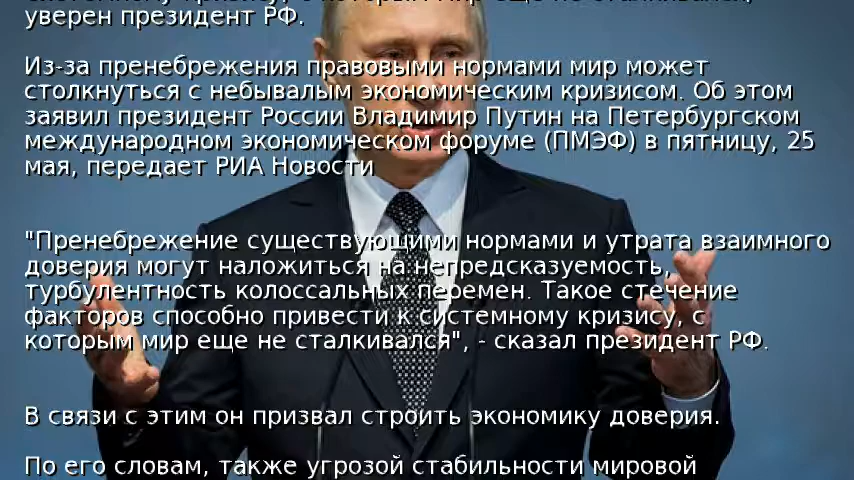 уверен президент РФ.
Из-за пренебрежения правовыми нормами мир может
столкнуться с небывалым экономическим кризисом. Об этом
заявил президент России Владимир Путин на Петербургском
международном экономическом форуме (ПМЭФ) в пятницу, 25
мая, передает РИА Новости
"Пренебрежение существующими нормами и утрата взаимного
доверия могут наложиться на непредсказуемость,
турбулентность колоссальных перемен. Такое стечение
факторов способно привести к системному кризису, с
которым мир еще не сталкивался", - сказал президент РФ.
В связи с этим он призвал строить экономику доверия.
По его словам, также угрозой стабильности мировой